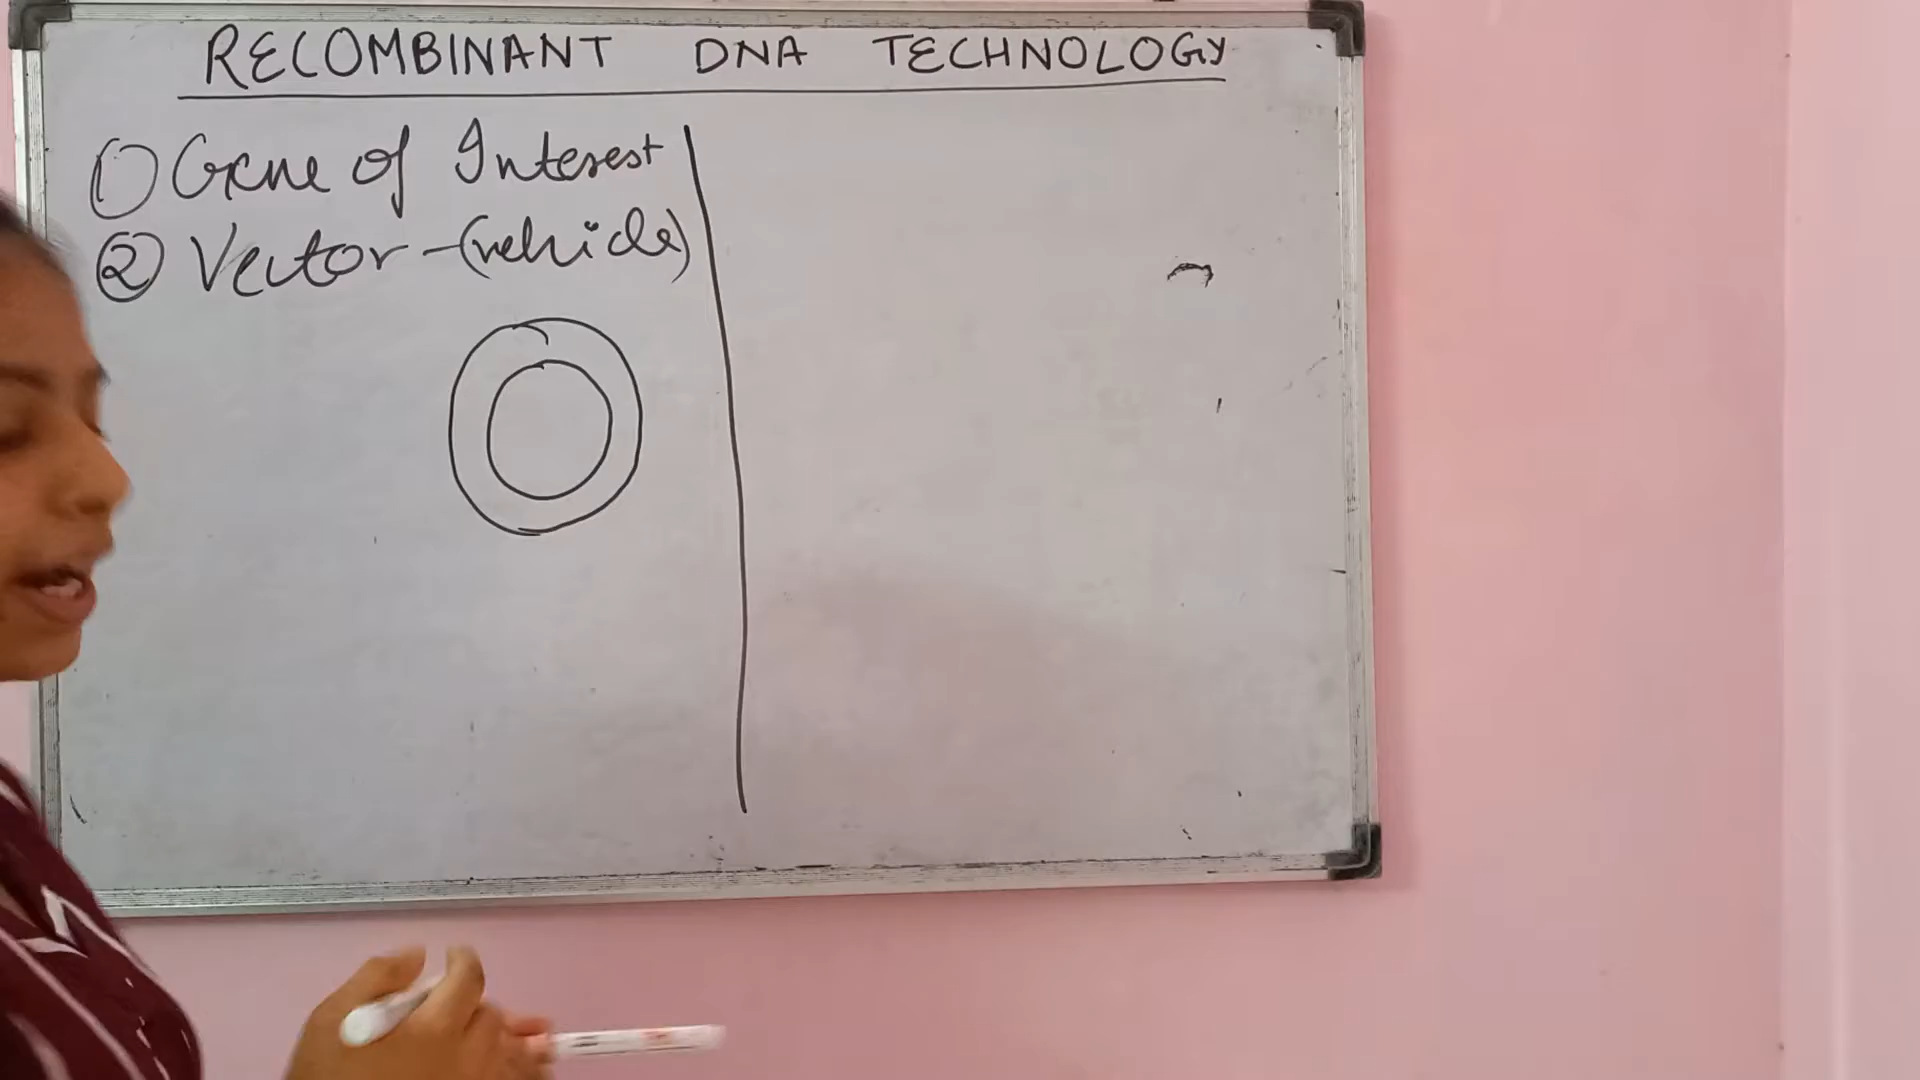 RECOMBINANT DNA TECHNOLOGY
① Gene of Interest
② Vector - (vehicle)